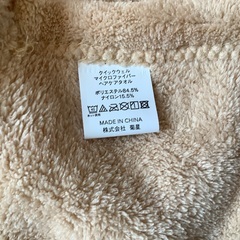 クイックウェル
マイクロファイバー
ヘアケアタオル
ポリエステル84.5%
ナイロン15.5%
MADE IN CHINA
株式会社